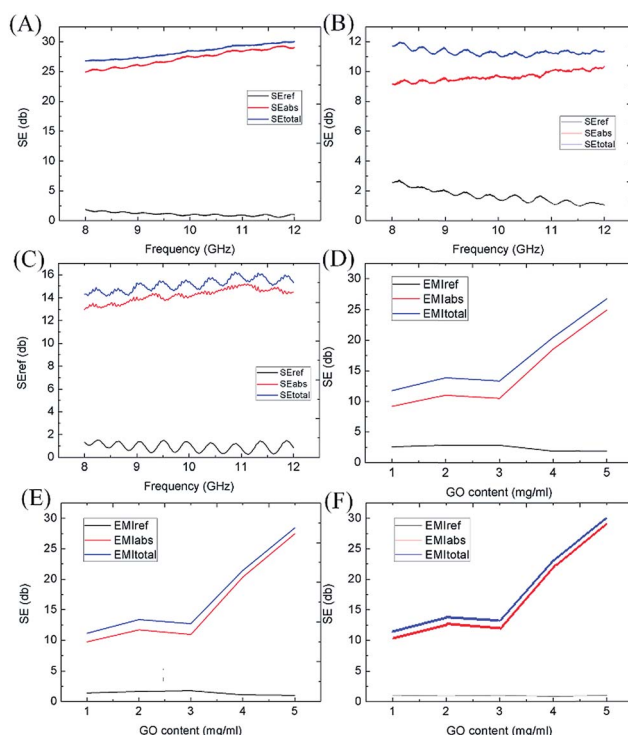 (A)
30
25
20
15
10
5
0
SE (db)
SEref
SEabs
SEtotal
8 9 10 11 12
Frequency (GHz)
(B)
12
10
8
6
4
2
0
SE (db)
SEref
SEabs
SEtotal
8 9 10 11 12
Frequency (GHz)
(C)
16
14
12
10
8
6
4
2
0
SEref (db)
SEref
SEabs
SEtotal
8 9 10 11 12
Frequency (GHz)
(D)
30
25
20
15
10
5
0
SE (db)
EMIref
EMIabs
EMItotal
1 2 3 4 5
GO content (mg/ml)
(E)
30
25
20
15
10
5
0
SE (db)
EMIref
EMIabs
EMItotal
1 2 3 4 5
GO content (mg/ml)
(F)
30
25
20
15
10
5
0
SE (db)
EMIref
EMIabs
EMItotal
1 2 3 4 5
GO content (mg/ml)